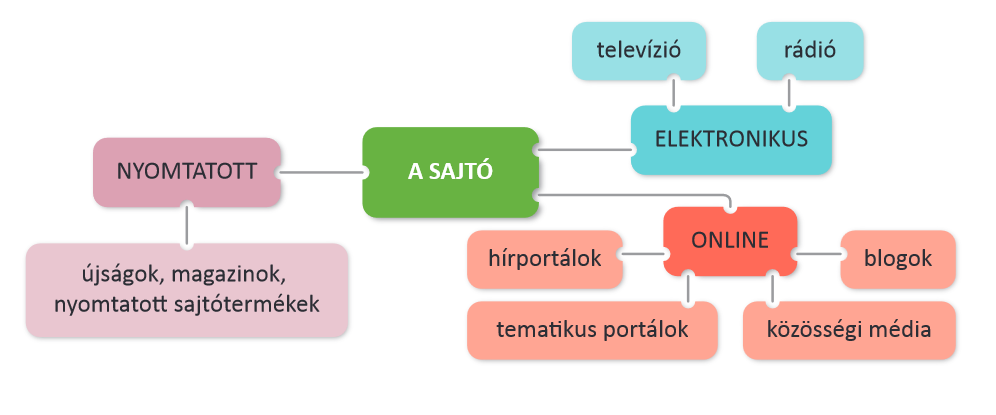 televízió
rádió
ELEKTRONIKUS
NYOMTATOTT
A SAJTÓ
újságok, magazinok,
nyomtatott sajtótermékek
ONLINE
hírportálok
blogok
tematikus portálok
közösségi média